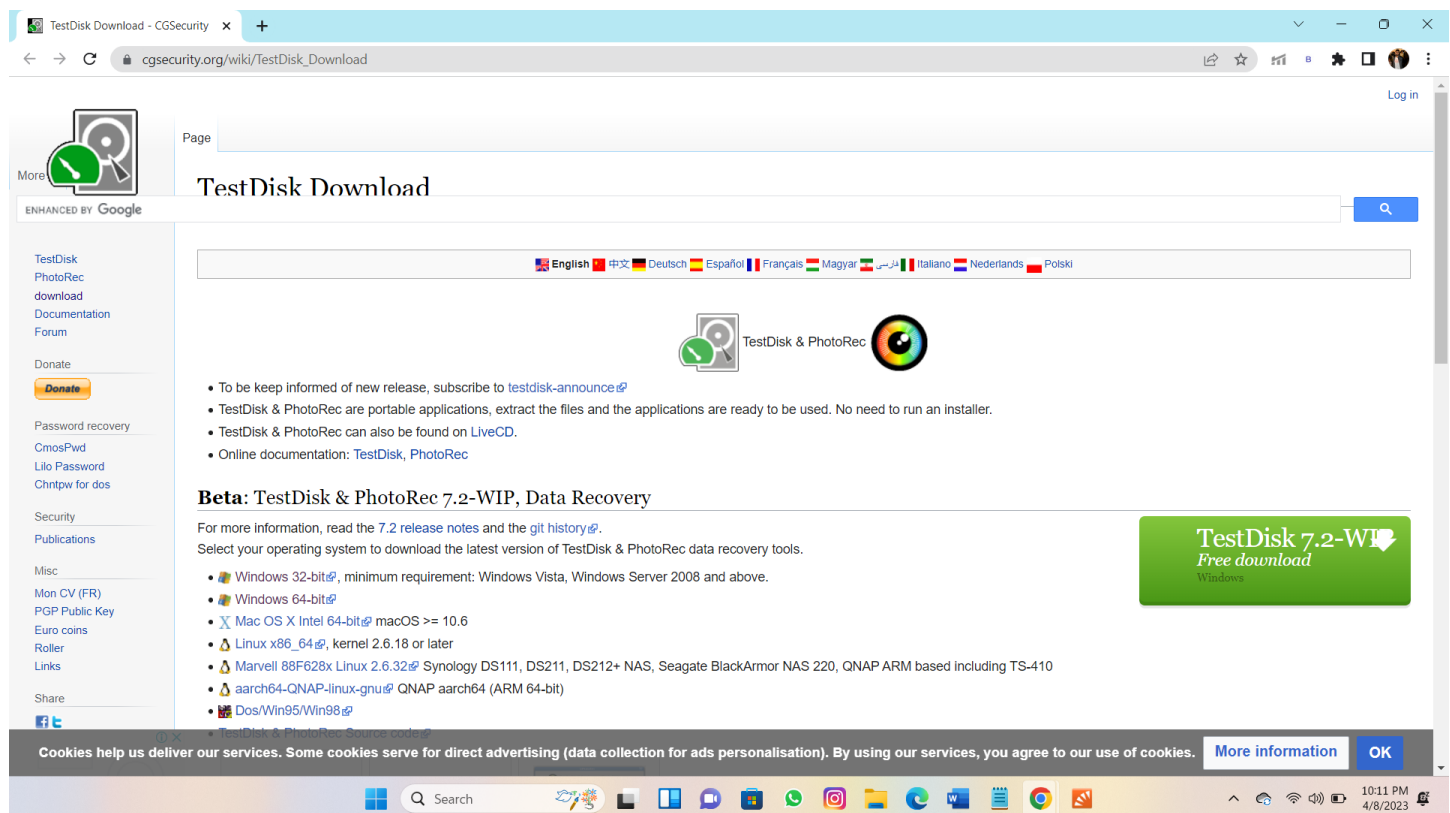 TestDisk Download - CGSecurity
cgsecurity.org/wiki/TestDisk_Download
Log in
Page
More
TestDisk Download
ENHANCED BY Google
TestDisk
PhotoRec
download
Documentation
Forum
Donate
Donate
Password recovery
CmosPwd
Lilo Password
Chntpw for dos
Security
Publications
Misc
Mon CV (FR)
PGP Public Key
Euro coins
Roller
Links
Share
English 中文 Deutsch Español Français Magyar فارسی Italiano Nederlands Polski
TestDisk & PhotoRec
• To be keep informed of new release, subscribe to testdisk-announce
• TestDisk & PhotoRec are portable applications, extract the files and the applications are ready to be used. No need to run an installer.
• TestDisk & PhotoRec can also be found on LiveCD.
• Online documentation: TestDisk, PhotoRec
Beta: TestDisk & PhotoRec 7.2-WIP, Data Recovery
For more information, read the 7.2 release notes and the git history.
Select your operating system to download the latest version of TestDisk & PhotoRec data recovery tools.
• Windows 32-bit, minimum requirement: Windows Vista, Windows Server 2008 and above.
• Windows 64-bit
• Mac OS X Intel 64-bit macOS >= 10.6
• Linux x86_64, kernel 2.6.18 or later
• Marvell 88F628x Linux 2.6.32 Synology DS111, DS211, DS212+ NAS, Seagate BlackArmor NAS 220, QNAP ARM based including TS-410
• aarch64-QNAP-linux-gnu QNAP aarch64 (ARM 64-bit)
• Dos/Win95/Win98
• TestDisk & PhotoRec Source code
TestDisk 7.2-WIP
Free download
Windows
Cookies help us deliver our services. Some cookies serve for direct advertising (data collection for ads personalisation). By using our services, you agree to our use of cookies.
More information
OK
Search
10:11 PM
4/8/2023